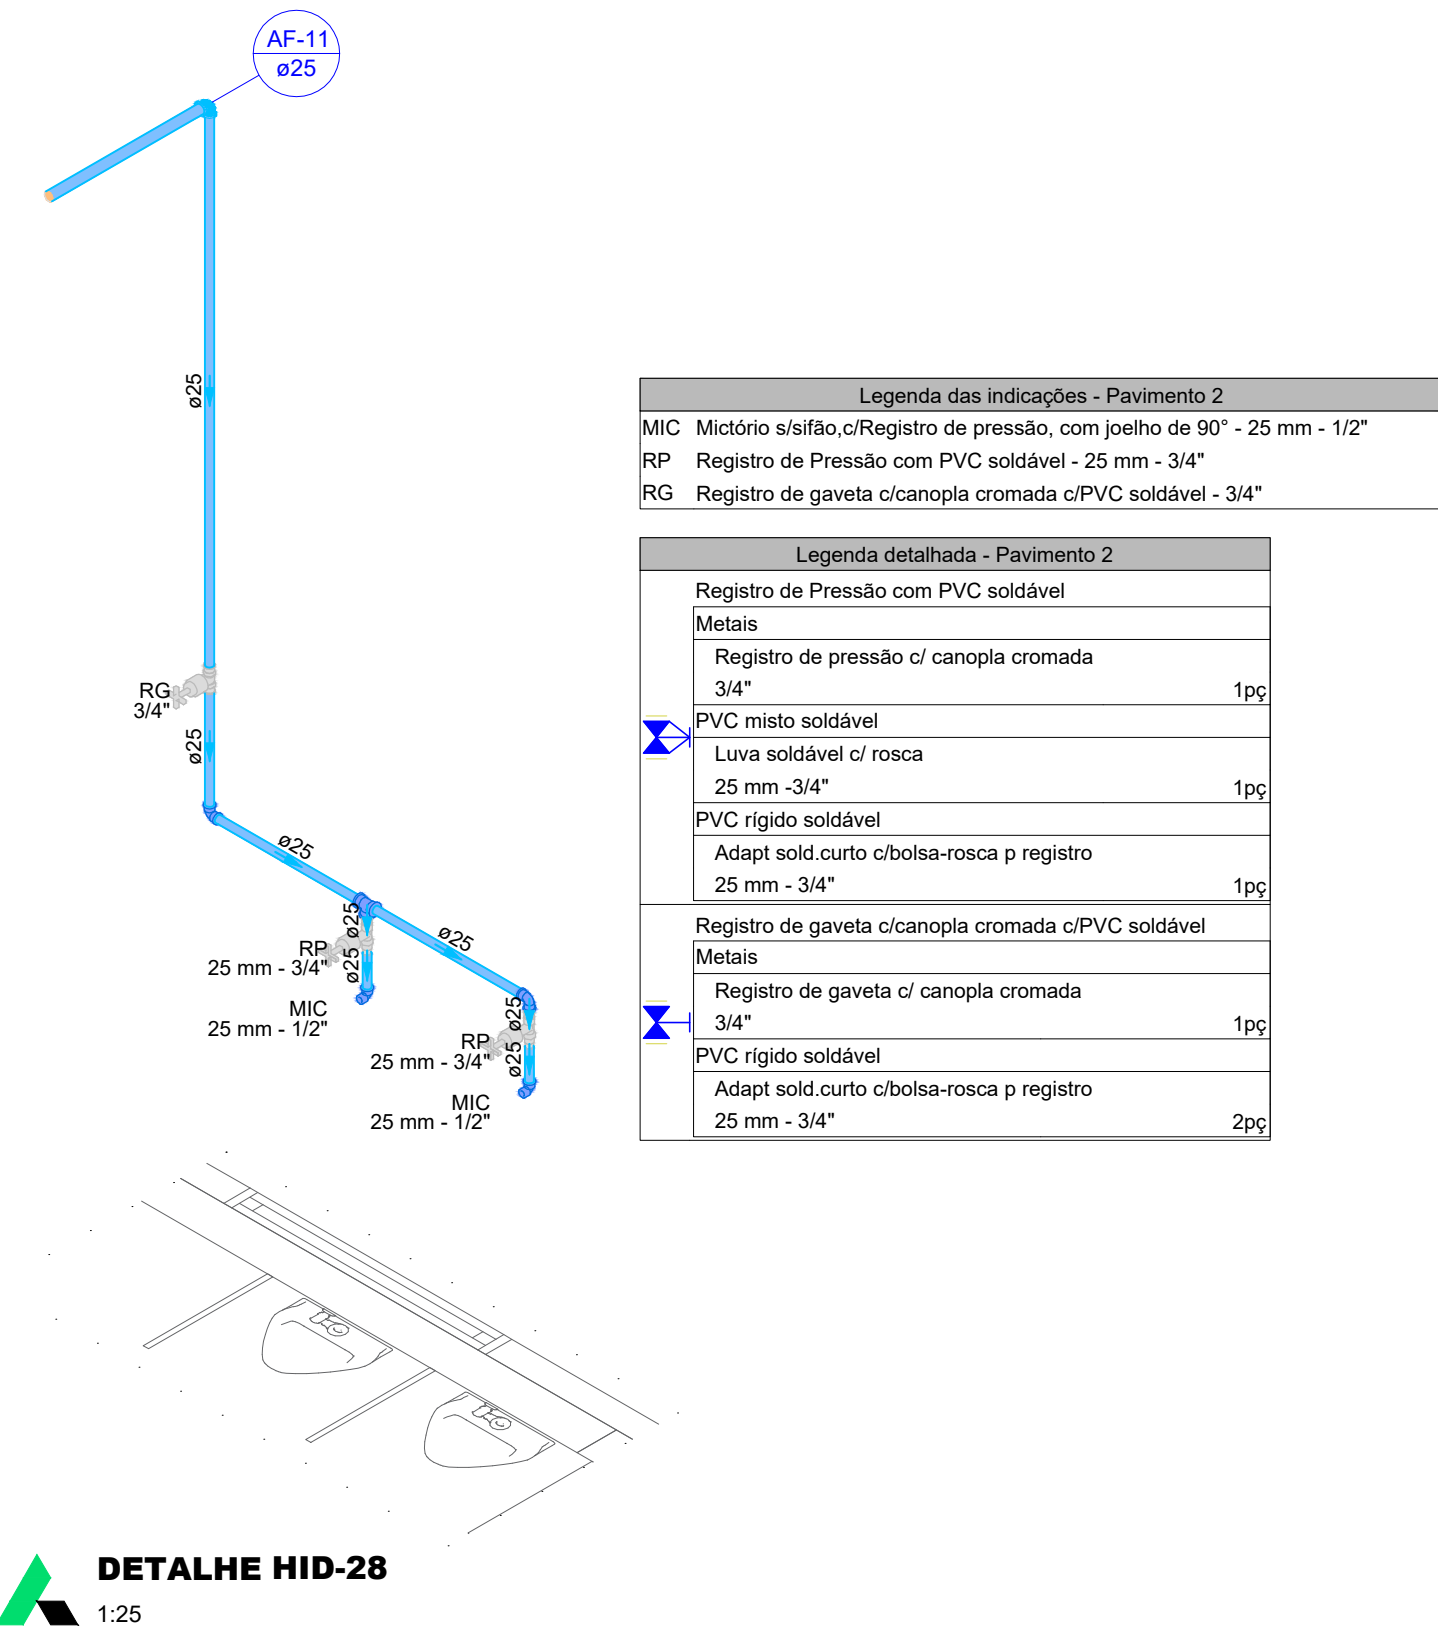 AF-11
ø25
ø25
RG
3/4"
ø25
ø25
ø25
RP
25 mm - 3/4"
ø25
MIC
25 mm - 1/2"
ø25
ø25
RP
25 mm - 3/4"
ø25
MIC
25 mm - 1/2"
Legenda das indicações - Pavimento 2
MIC Mictório s/sifão,c/Registro de pressão, com joelho de 90° - 25 mm - 1/2"
RP Registro de Pressão com PVC soldável - 25 mm - 3/4"
RG Registro de gaveta c/canopla cromada c/PVC soldável - 3/4"
Legenda detalhada - Pavimento 2
Registro de Pressão com PVC soldável
Metais
Registro de pressão c/ canopla cromada
3/4" 1pç
PVC misto soldável
Luva soldável c/ rosca
25 mm -3/4" 1pç
PVC rígido soldável
Adapt sold.curto c/bolsa-rosca p registro
25 mm - 3/4" 1pç
Registro de gaveta c/canopla cromada c/PVC soldável
Metais
Registro de gaveta c/ canopla cromada
3/4" 1pç
PVC rígido soldável
Adapt sold.curto c/bolsa-rosca p registro
25 mm - 3/4" 2pç
DETALHE HID-28
1:25